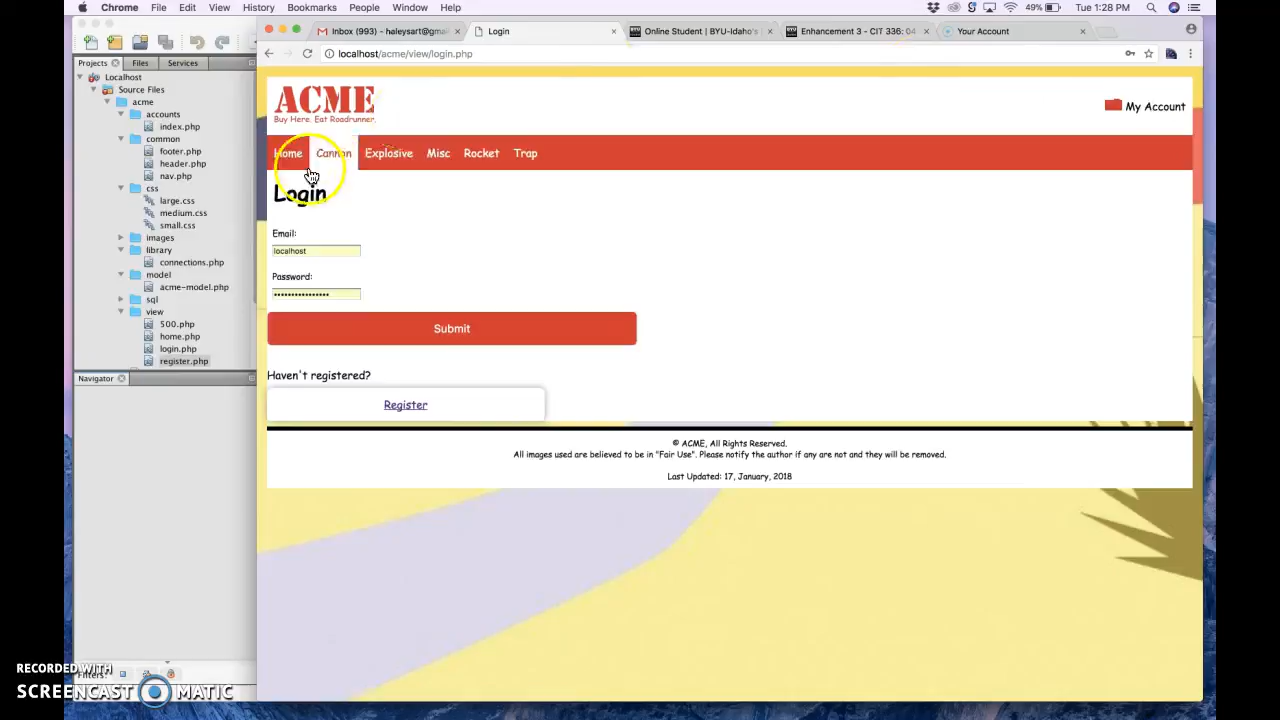 Chrome File Edit View History Bookmarks People Window Help 49% Tue 1:28 PM
Inbox (993) - haleysart@gmai Login Online Student | BYU-Idaho's Enhancement 3 - CIT 336: 04 Your Account
localhost/acme/view/login.php
Projects Files Services
Localhost
Source Files
acme
accounts
index.php
common
footer.php
header.php
nav.php
css
large.css
medium.css
small.css
images
library
connections.php
model
acme-model.php
sql
view
500.php
home.php
login.php
register.php
Navigator
Filters:
ACME
Buy Here. Eat Roadrunner.
My Account
Home Cannon Explosive Misc Rocket Trap
Login
Email:
localhost
Password:
••••••••••••••••
Submit
Haven't registered?
Register
© ACME, All Rights Reserved.
All images used are believed to be in "Fair Use". Please notify the author if any are not and they will be removed.
Last Updated: 17, January, 2018
RECORDED WITH
SCREENCAST MATIC